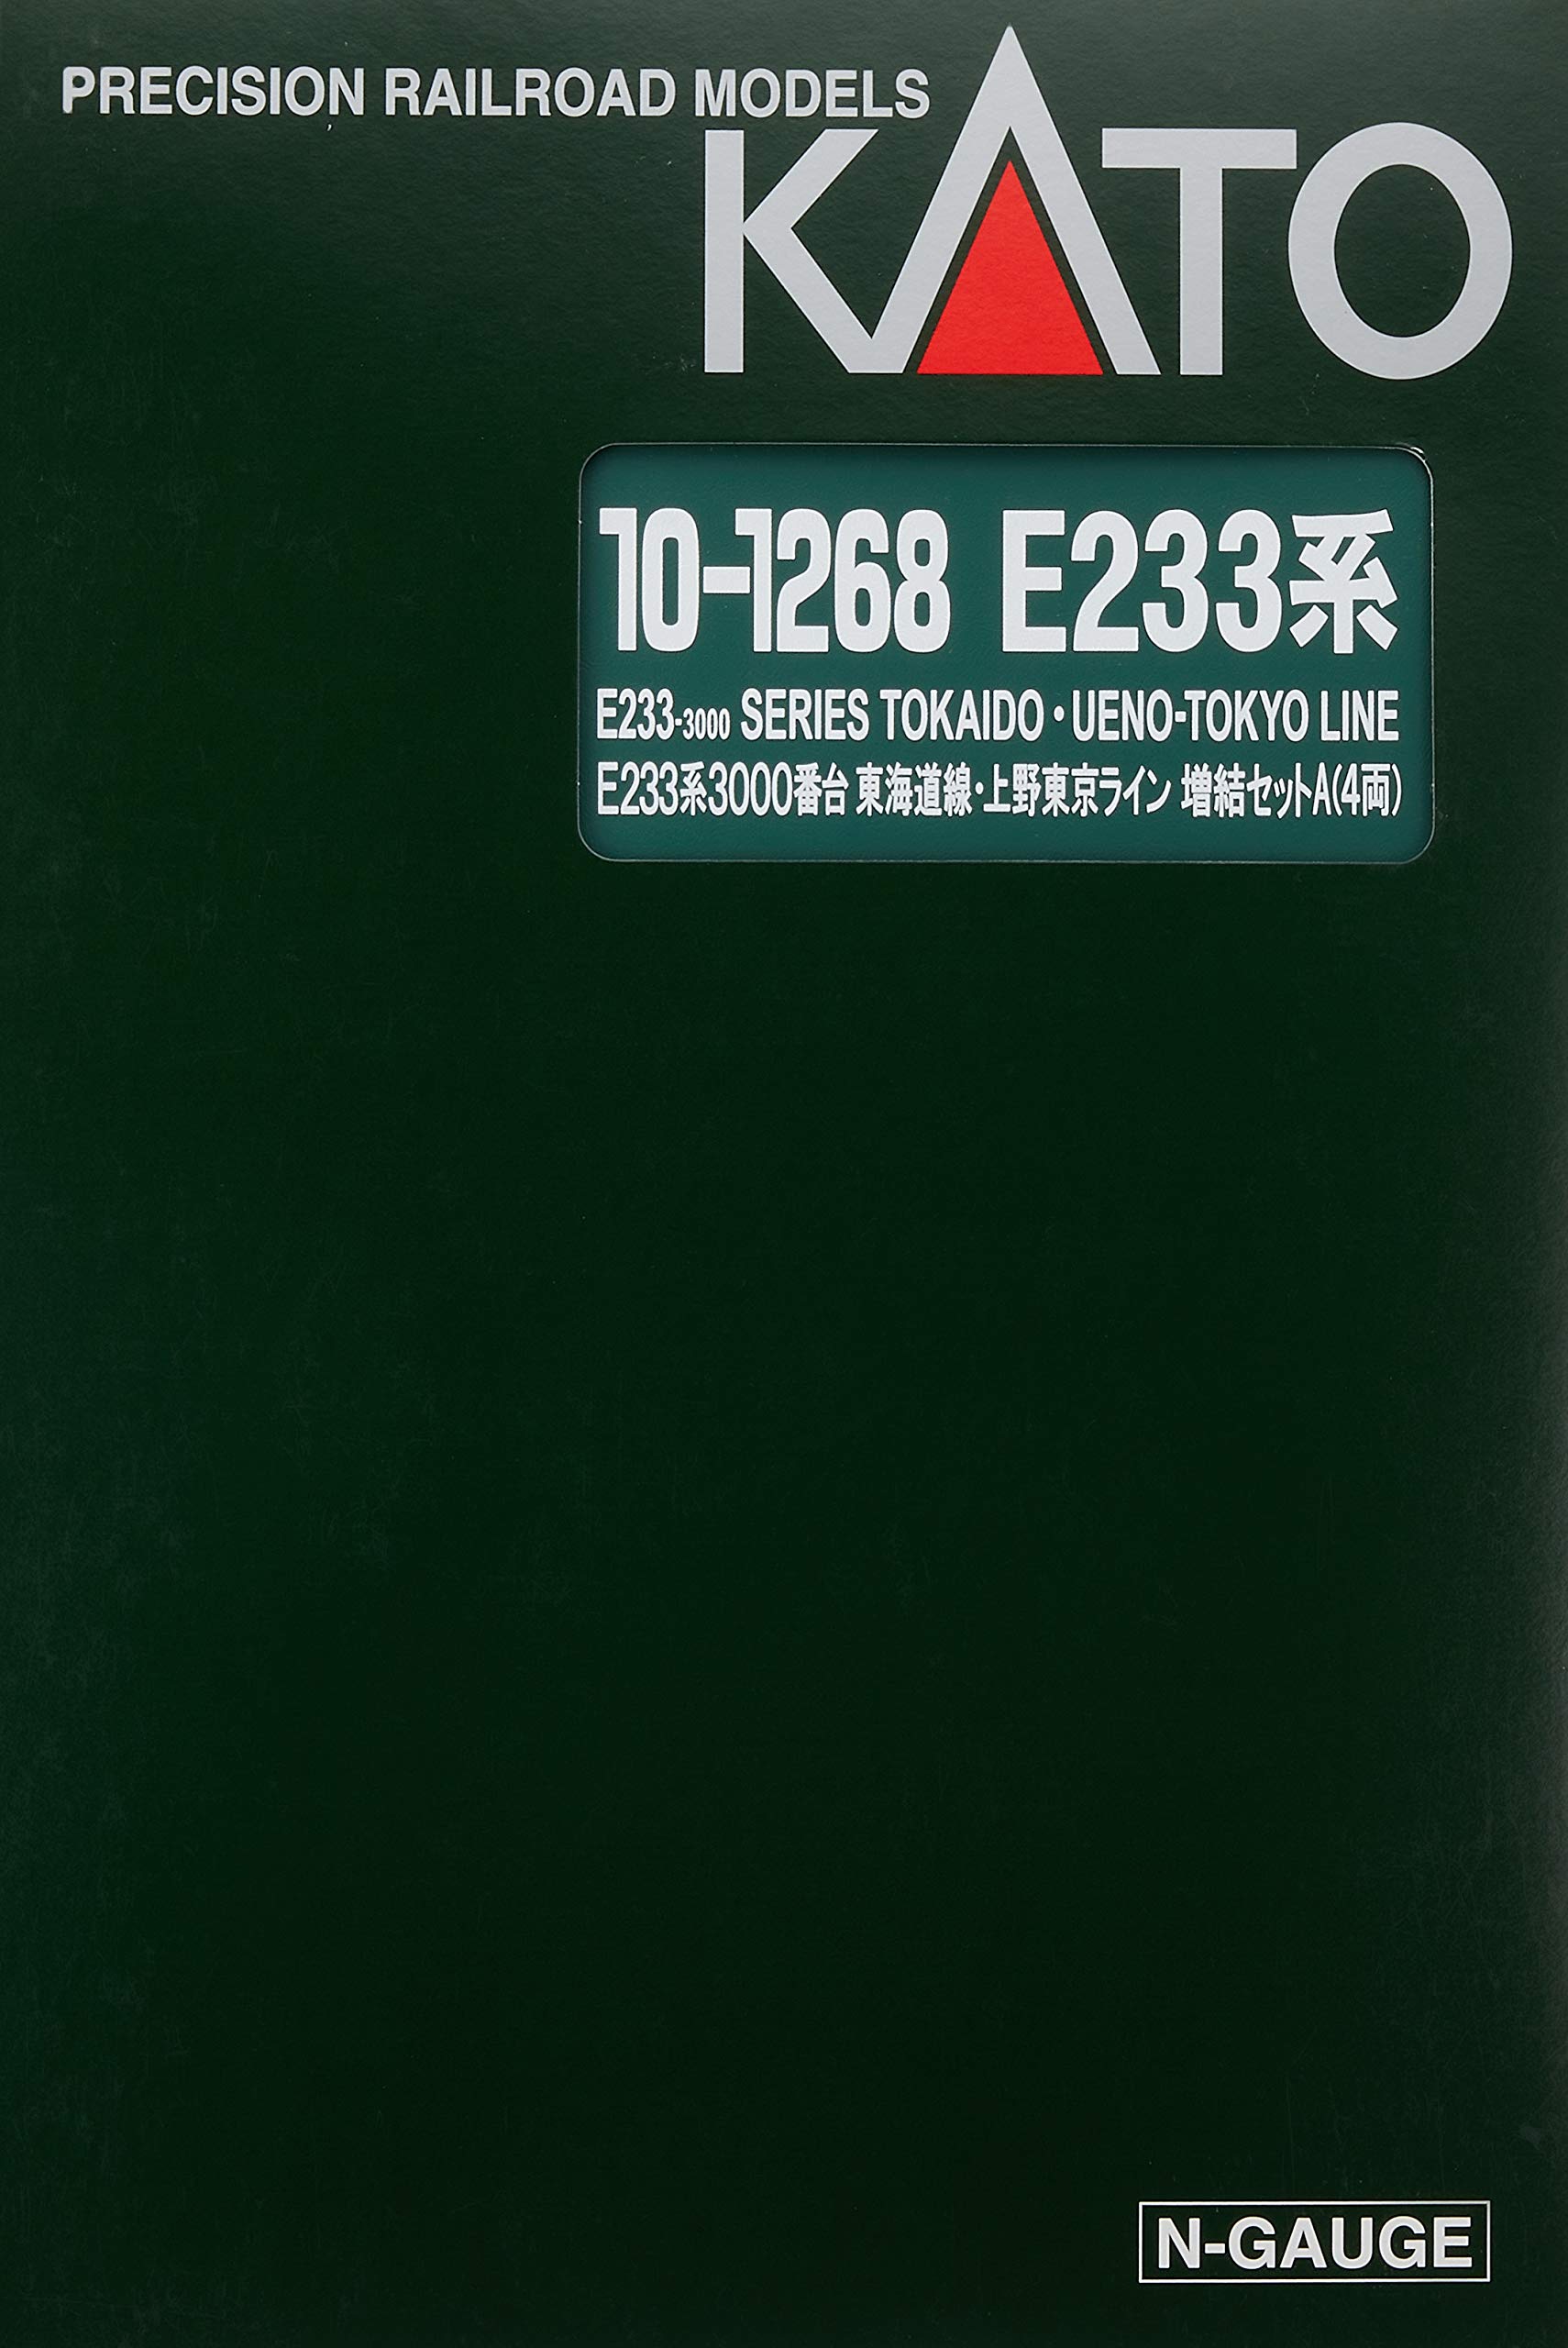 PRECISION RAILROAD MODELS
KATO
10-1268 E233系
E233-3000 SERIES TOKAIDO・UENO-TOKYO LINE
E233系3000番台 東海道線・上野東京ライン 増結セットA(4両)
N-GAUGE